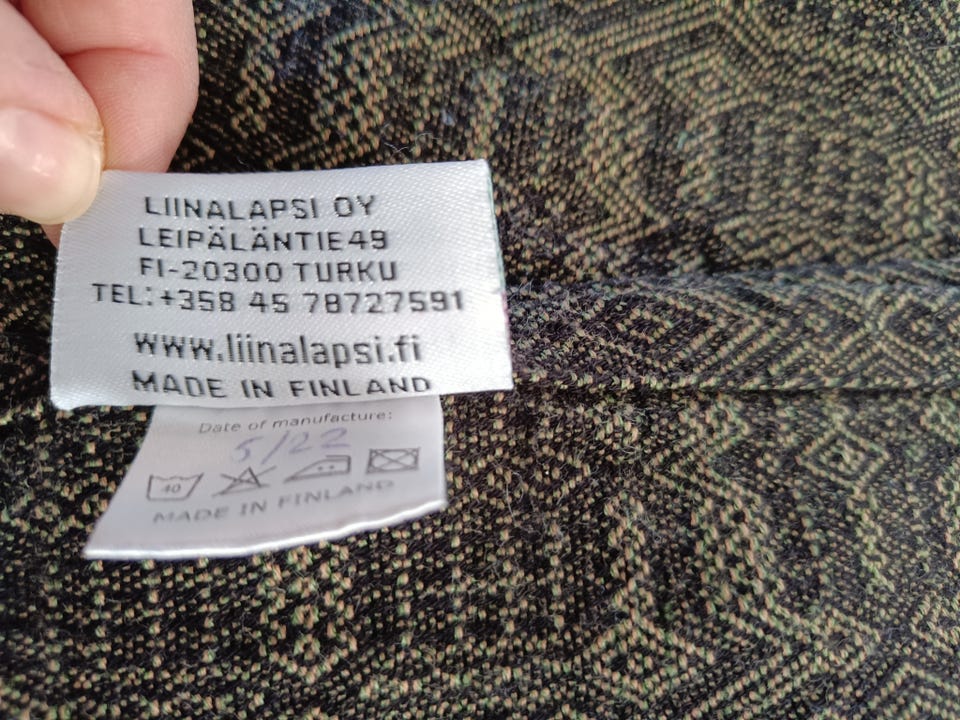 LIINALAPSI OY
LEIPÄLÄNTIE49
FI-20300 TURKU
TEL:+358 45 78727591
www.liinalapsi.fi
MADE IN FINLAND
Date of manufacture:
5/22
40
MADE IN FINLAND